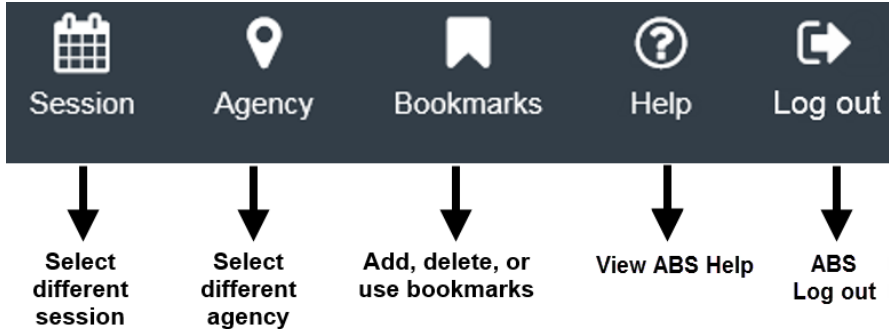 Session Agency Bookmarks Help Log out
Select different session
Select different agency
Add, delete, or use bookmarks
View ABS Help
ABS Log out